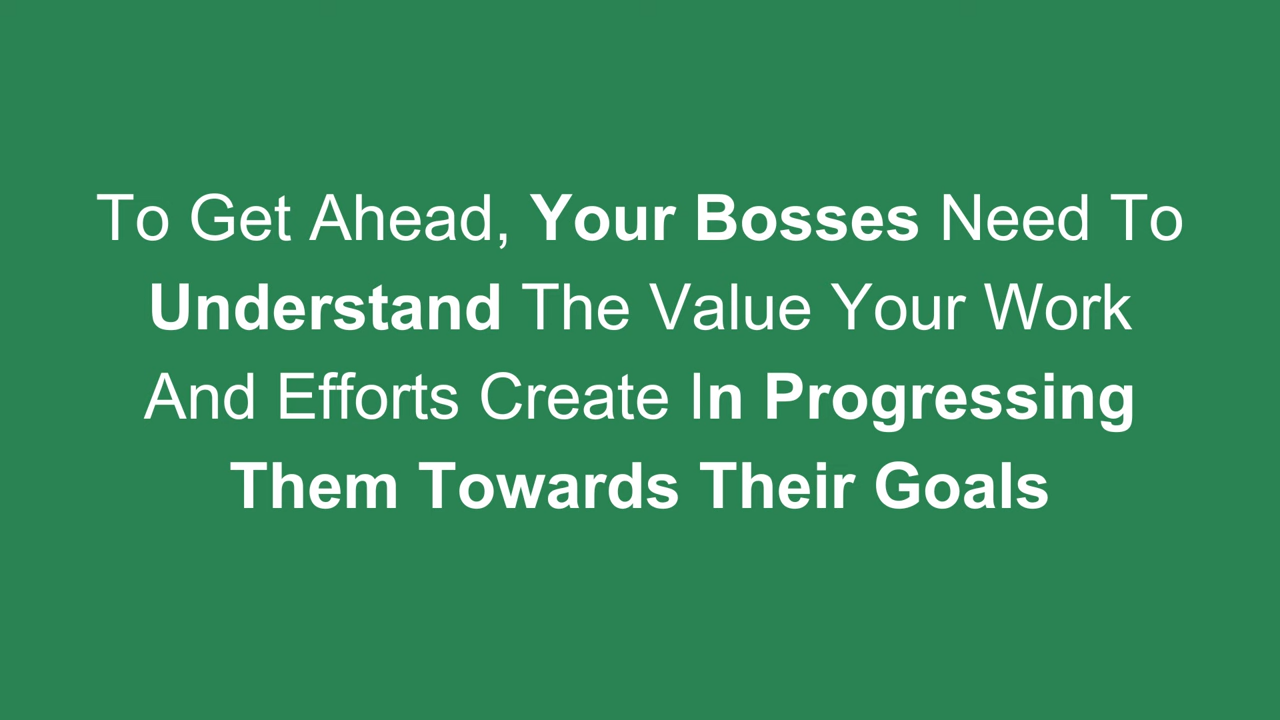 To Get Ahead, Your Bosses Need To
Understand The Value Your Work
And Efforts Create In Progressing
Them Towards Their Goals